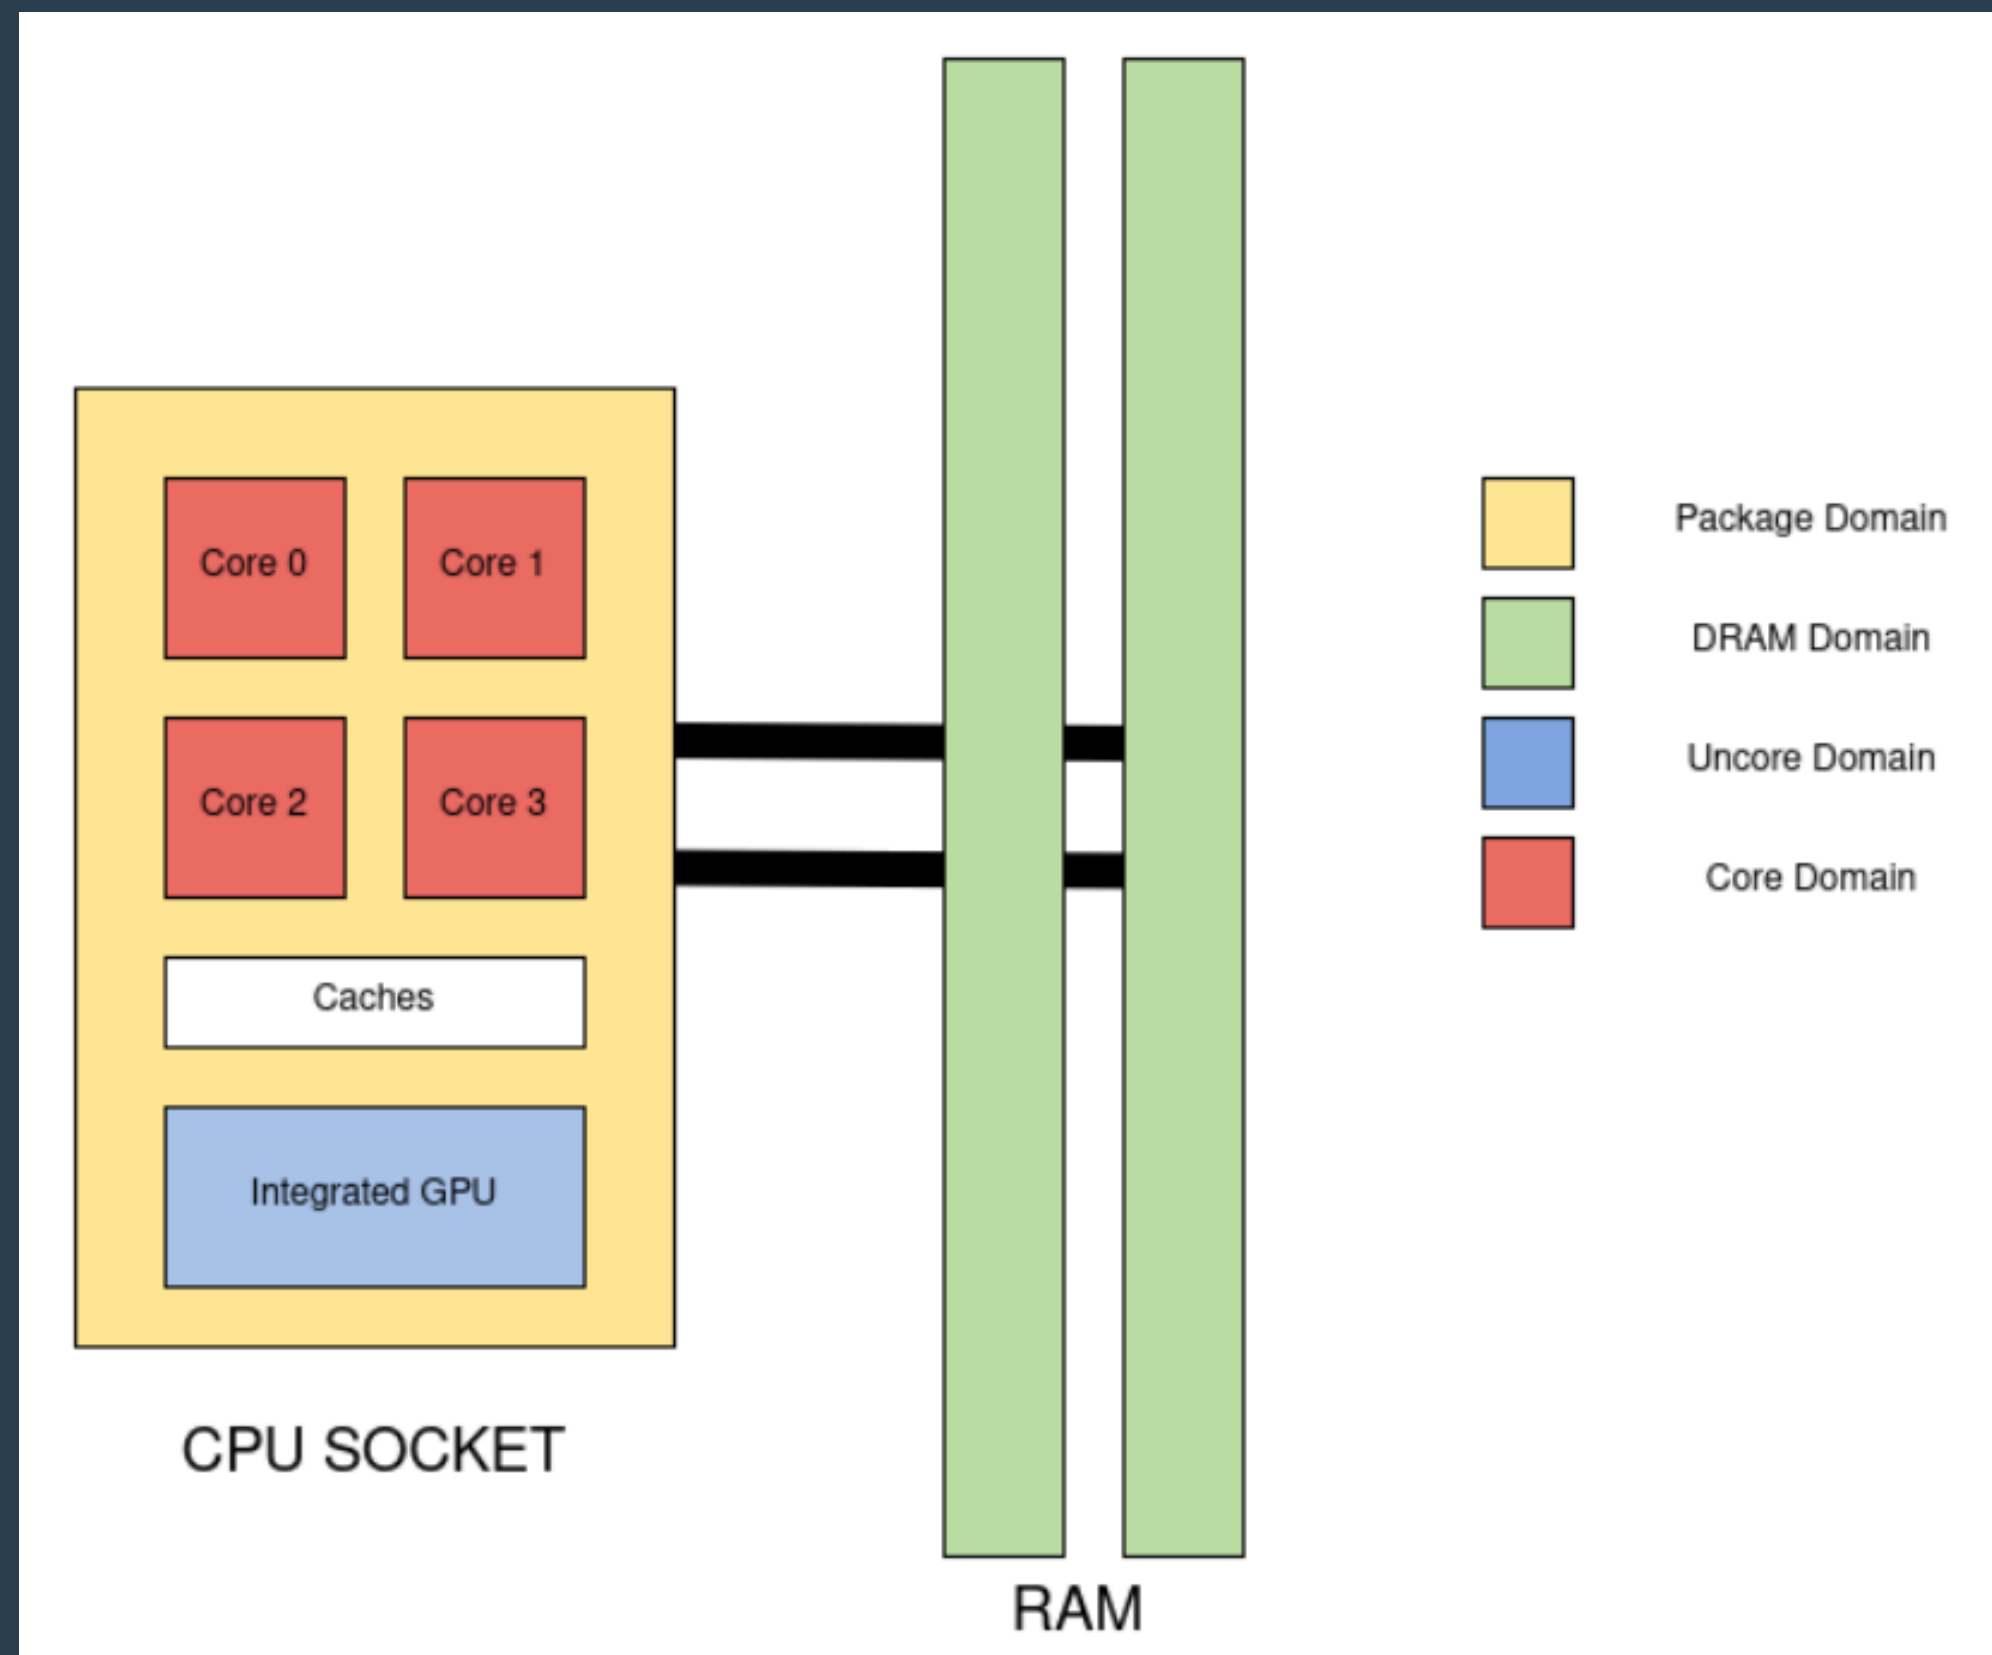 Core 0
Core 1
Core 2
Core 3
Caches
Integrated GPU
CPU SOCKET
RAM
Package Domain
DRAM Domain
Uncore Domain
Core Domain